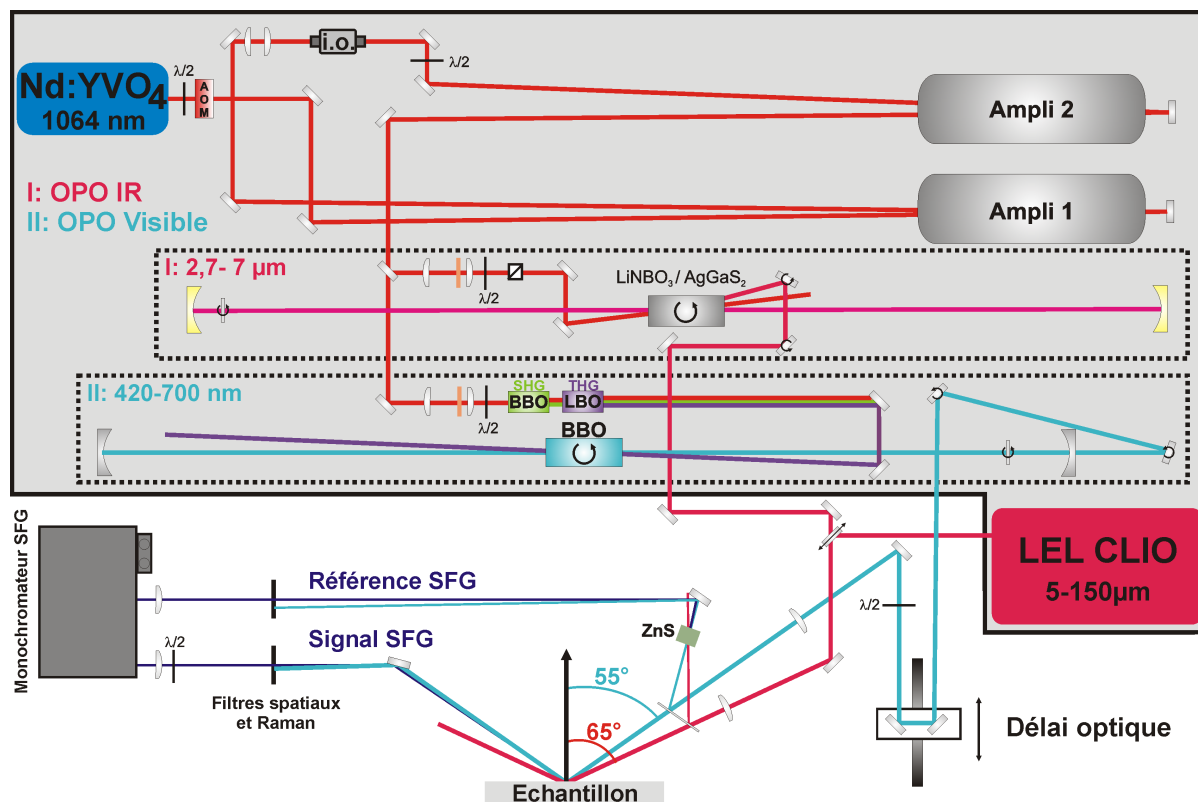 i.o.
λ/2
Nd:YVO4
1064 nm
λ/2
AOM
Ampli 2
I: OPO IR
II: OPO Visible
Ampli 1
I: 2,7- 7 µm
λ/2
LiNBO3 / AgGaS2
II: 420-700 nm
λ/2
SHG
BBO
THG
LBO
BBO
Monochromateur SFG
Référence SFG
ZnS
Signal SFG
λ/2
Filtres spatiaux
et Raman
55°
65°
Echantillon
λ/2
LEL CLIO
5-150µm
Délai optique